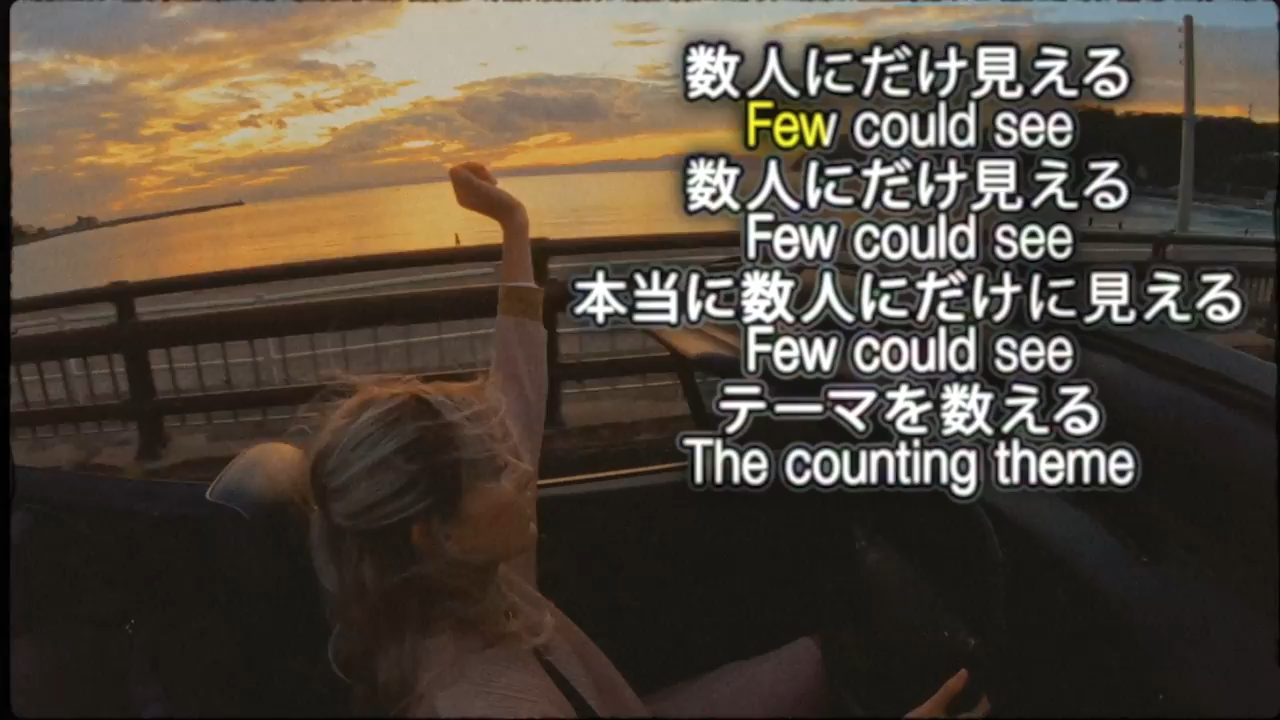 数人にだけ見える
Few could see
数人にだけ見える
Few could see
本当に数人にだけに見える
Few could see
テーマを数える
The counting theme